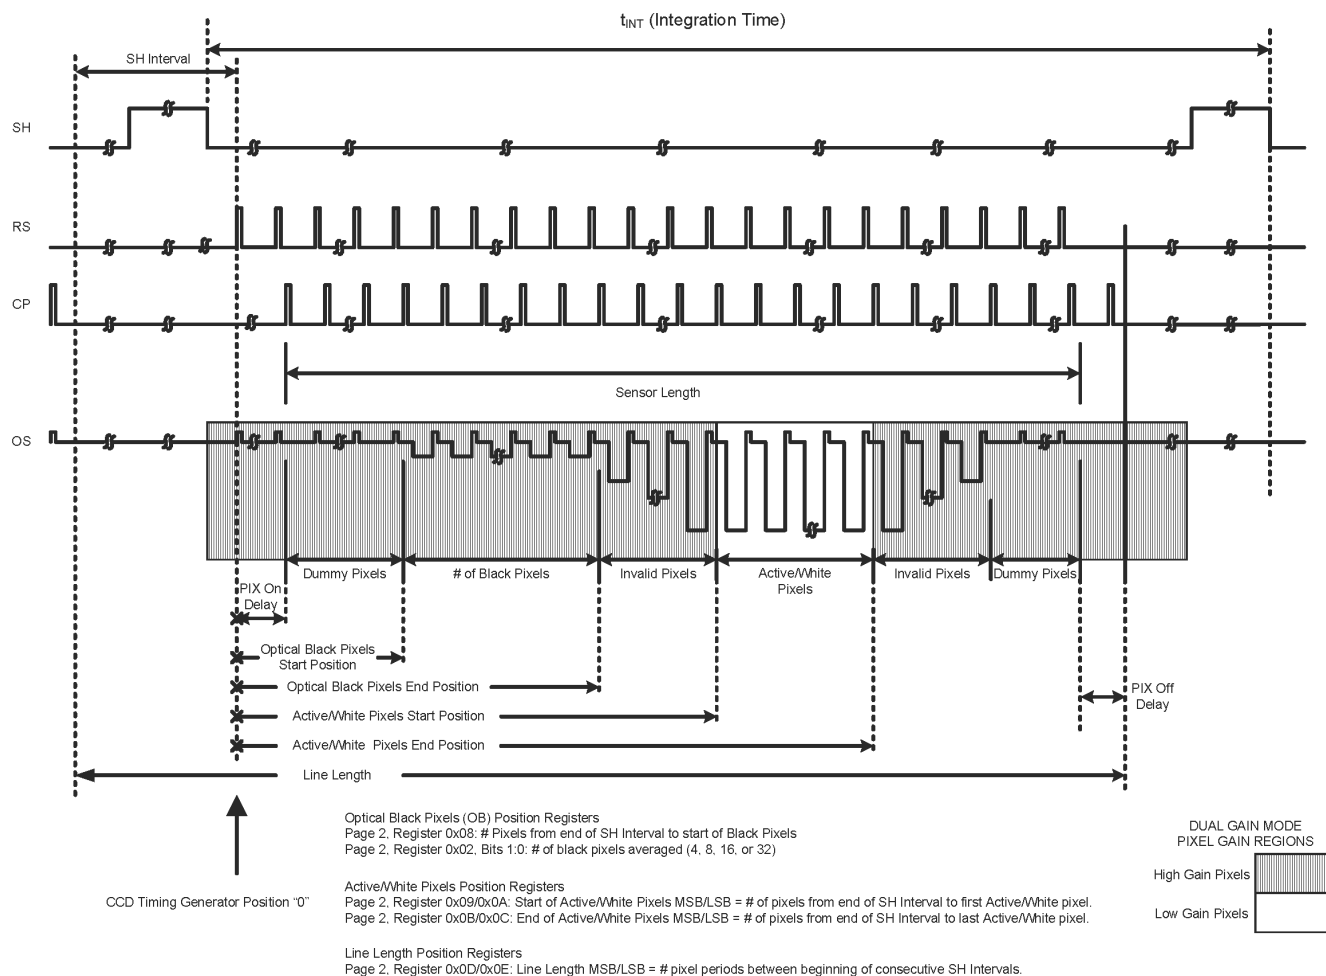 tINT (Integration Time)
SH Interval
SH
RS
CP
Sensor Length
OS
Dummy Pixels
# of Black Pixels
Invalid Pixels
Active/White
Pixels
Invalid Pixels
Dummy Pixels
PIX On
Delay
Optical Black Pixels
Start Position
Optical Black Pixels End Position
PIX Off
Delay
Active/White Pixels Start Position
Active/White Pixels End Position
Line Length
Optical Black Pixels (OB) Position Registers
Page 2, Register 0x08: # Pixels from end of SH Interval to start of Black Pixels
Page 2, Register 0x02, Bits 1:0: # of black pixels averaged (4, 8, 16, or 32)
DUAL GAIN MODE
PIXEL GAIN REGIONS
High Gain Pixels
Low Gain Pixels
CCD Timing Generator Position “0”
Active/White Pixels Position Registers
Page 2, Register 0x09/0x0A: Start of Active/White Pixels MSB/LSB = # of pixels from end of SH Interval to first Active/White pixel.
Page 2, Register 0x0B/0x0C: End of Active/White Pixels MSB/LSB = # of pixels from end of SH Interval to last Active/White pixel.
Line Length Position Registers
Page 2, Register 0x0D/0x0E: Line Length MSB/LSB = # pixel periods between beginning of consecutive SH Intervals.